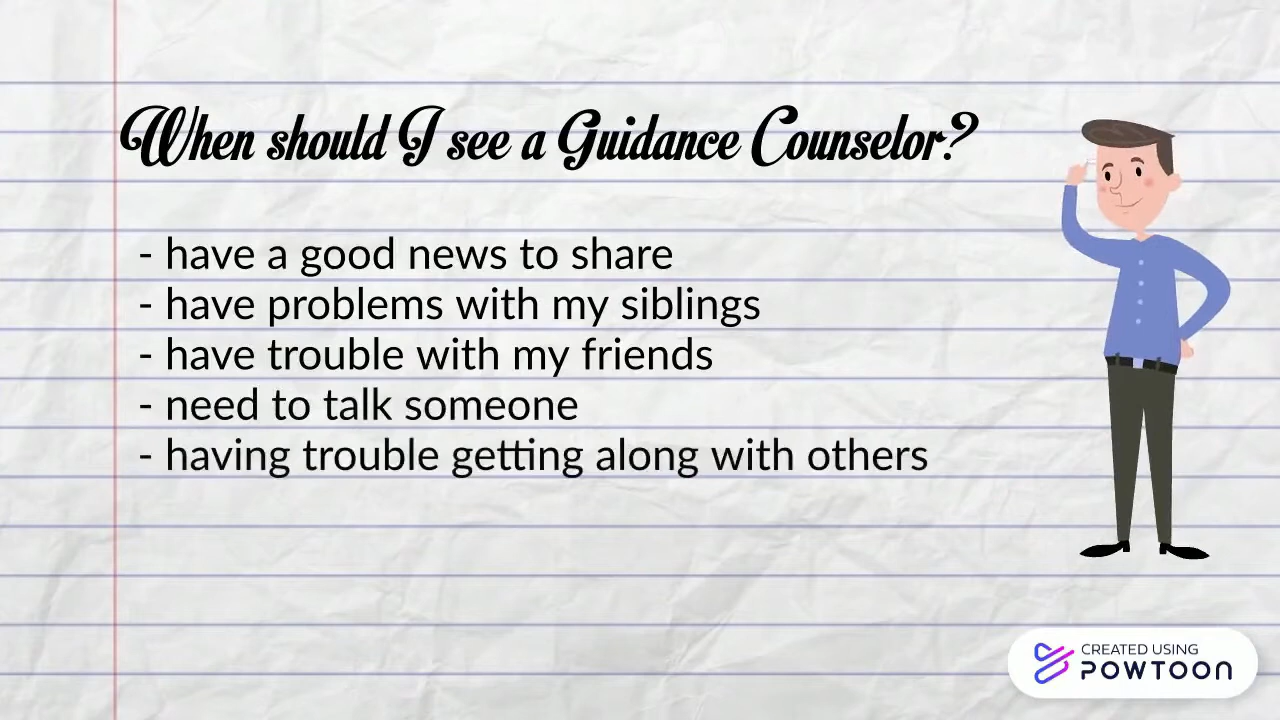 When should I see a Guidance Counselor?
- have a good news to share
- have problems with my siblings
- have trouble with my friends
- need to talk someone
- having trouble getting along with others
CREATED USING
POWTOON